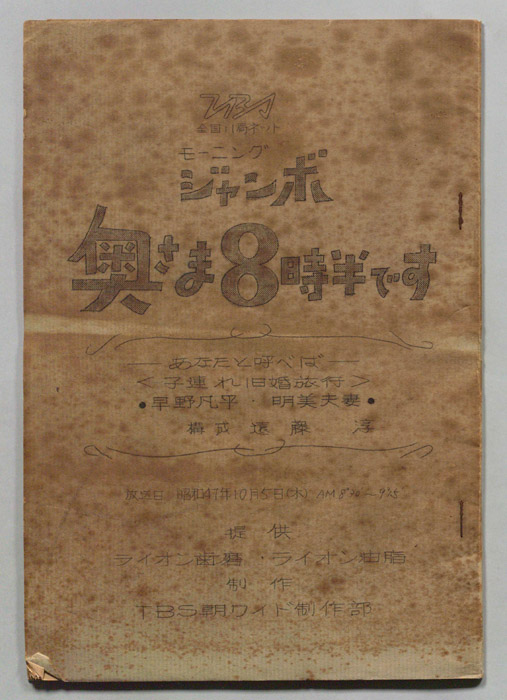 TBS
全国11局ネット
モーニング
ジャンボ
奥さま8時半です
―あなたと呼べば―
<子連れ旧婚旅行>
●早野凡平・明美夫妻●
構成 遠藤 淳
放送日 昭和47年10月5日(木) AM8:30〜9:25
提供
ライオン歯磨・ライオン油脂
制作
TBS朝ワイド制作部